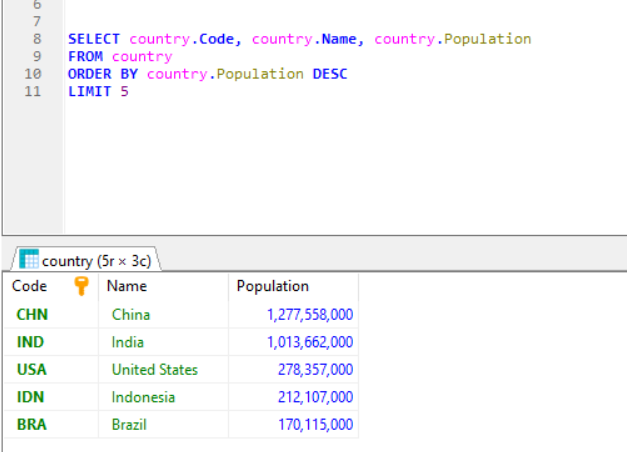 6
7
8 SELECT country.Code, country.Name, country.Population
9 FROM country
10 ORDER BY country.Population DESC
11 LIMIT 5
country (5r × 3c)
Code Name Population
CHN China 1,277,558,000
IND India 1,013,662,000
USA United States 278,357,000
IDN Indonesia 212,107,000
BRA Brazil 170,115,000